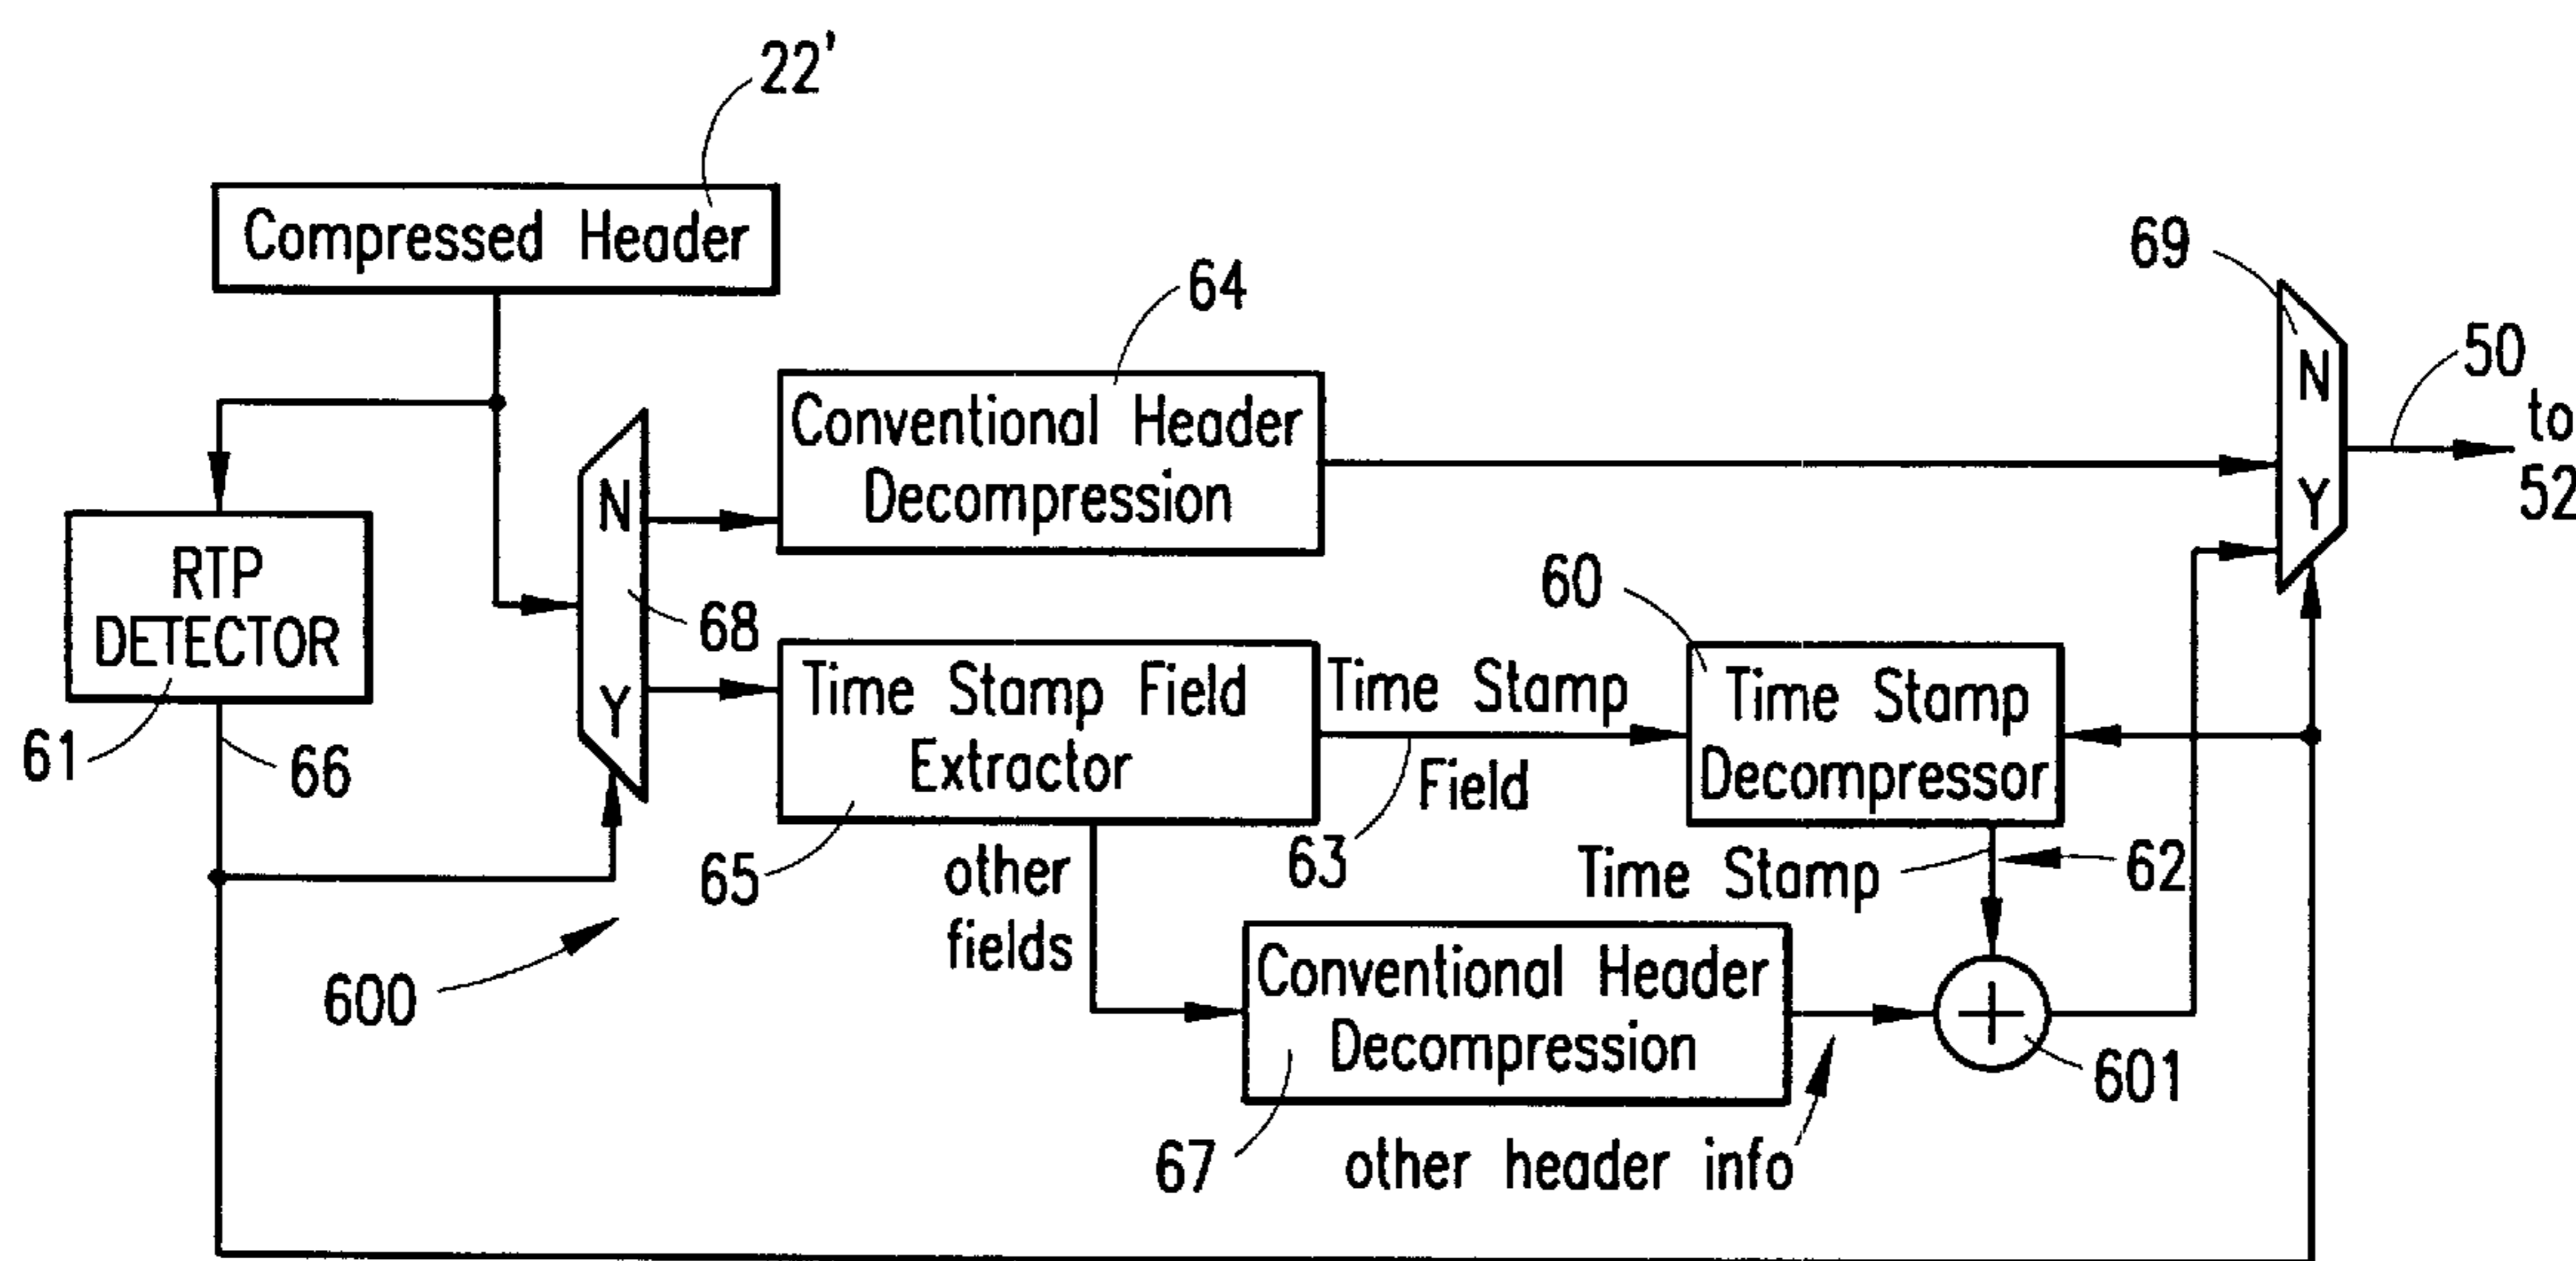 22'
Compressed Header
69
64
50
to
52
N
Y
Conventional Header
Decompression
RTP
DETECTOR
N
Y
68
60
61
66
Time Stamp Field
Extractor
Time Stamp
Field
63
Time Stamp
Decompressor
65
other
fields
Time Stamp
62
600
Conventional Header
Decompression
601
67
other header info